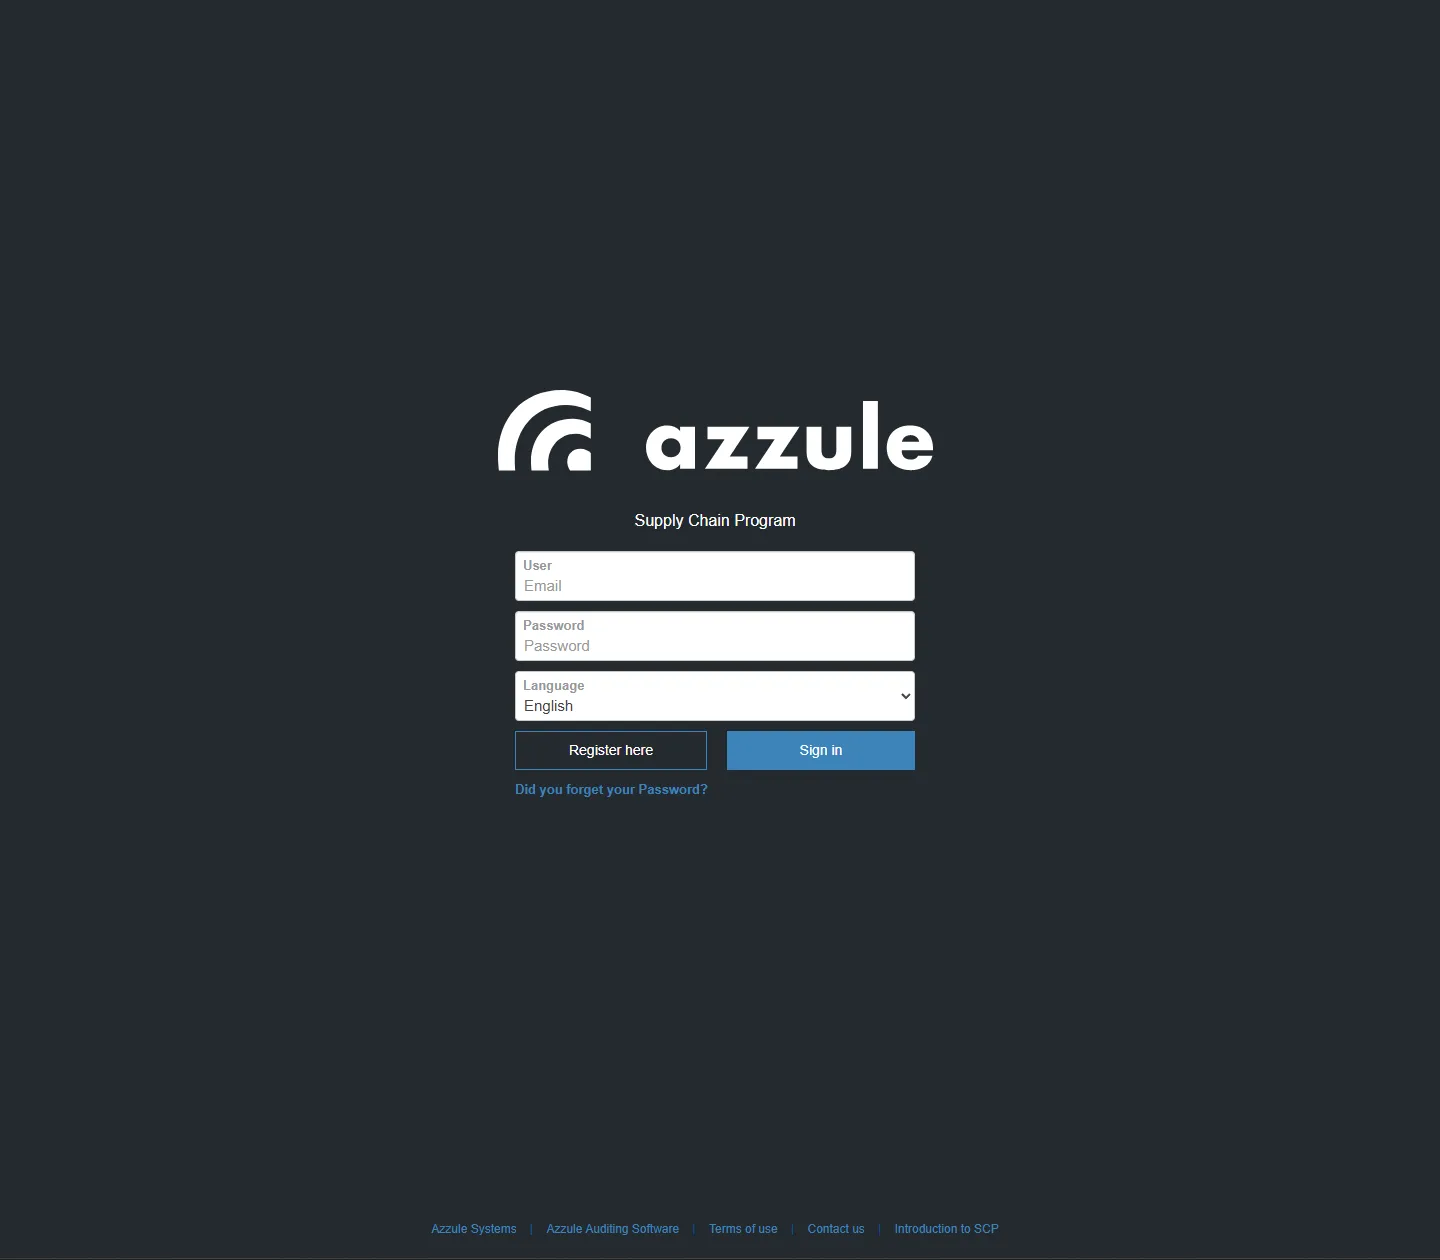 azzule
Supply Chain Program
User
Email
Password
Password
Language
English
Register here
Sign in
Did you forget your Password?
Azzule Systems | Azzule Auditing Software | Terms of use | Contact us | Introduction to SCP